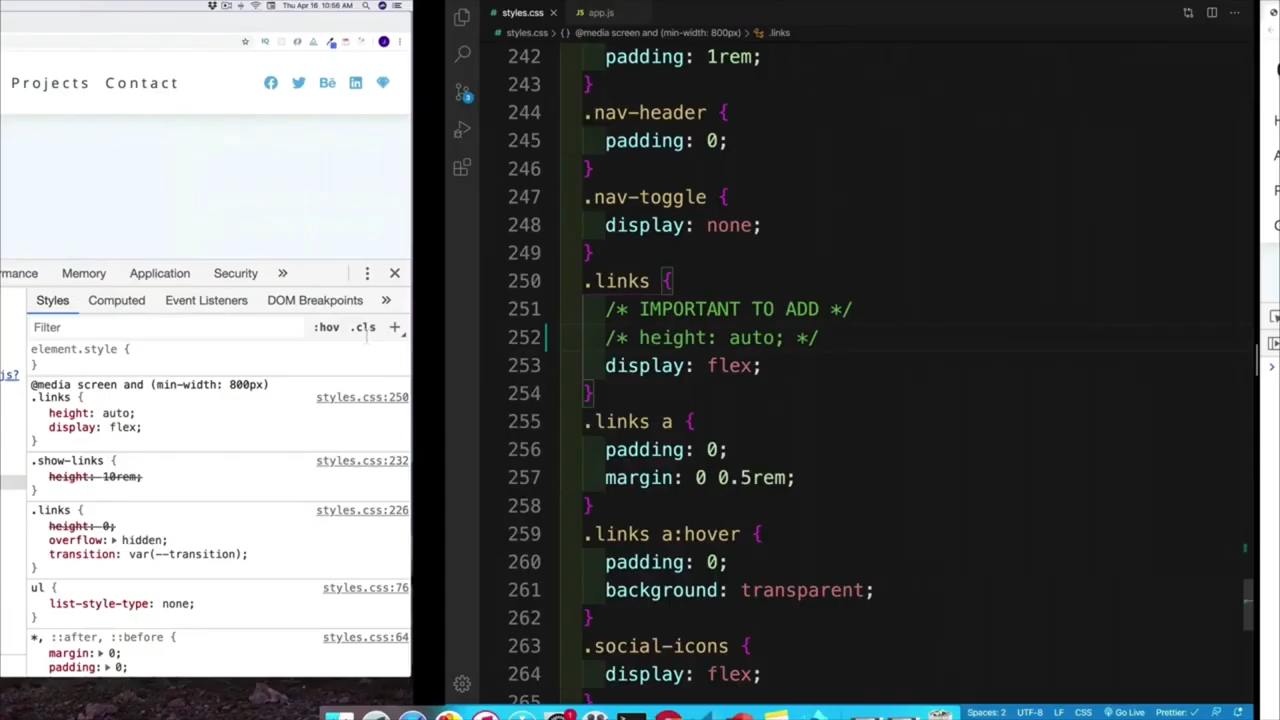 Thu Apr 16 10:56 AM
Projects Contact
Bē
mance Memory Application Security »
Styles Computed Event Listeners DOM Breakpoints »
Filter :hov .cls +
element.style {
}
js?
@media screen and (min-width: 800px)
.links { styles.css:250
height: auto;
display: flex;
}
.show-links { styles.css:232
height: 10rem;
}
.links { styles.css:226
height: 0;
overflow: hidden;
transition: var(--transition);
}
ul { styles.css:76
list-style-type: none;
}
*, ::after, ::before { styles.css:64
margin: 0;
padding: 0;
3
styles.css × JS app.js
styles.css > {} @media screen and (min-width: 800px) > .links
242 padding: 1rem;
243 }
244 .nav-header {
245 padding: 0;
246 }
247 .nav-toggle {
248 display: none;
249 }
250 .links {
251 /* IMPORTANT TO ADD */
252 /* height: auto; */
253 display: flex;
254 }
255 .links a {
256 padding: 0;
257 margin: 0 0.5rem;
258 }
259 .links a:hover {
260 padding: 0;
261 background: transparent;
262 }
263 .social-icons {
264 display: flex;
265 }
Spaces: 2 UTF-8 LF CSS Go Live Prettier: ✓